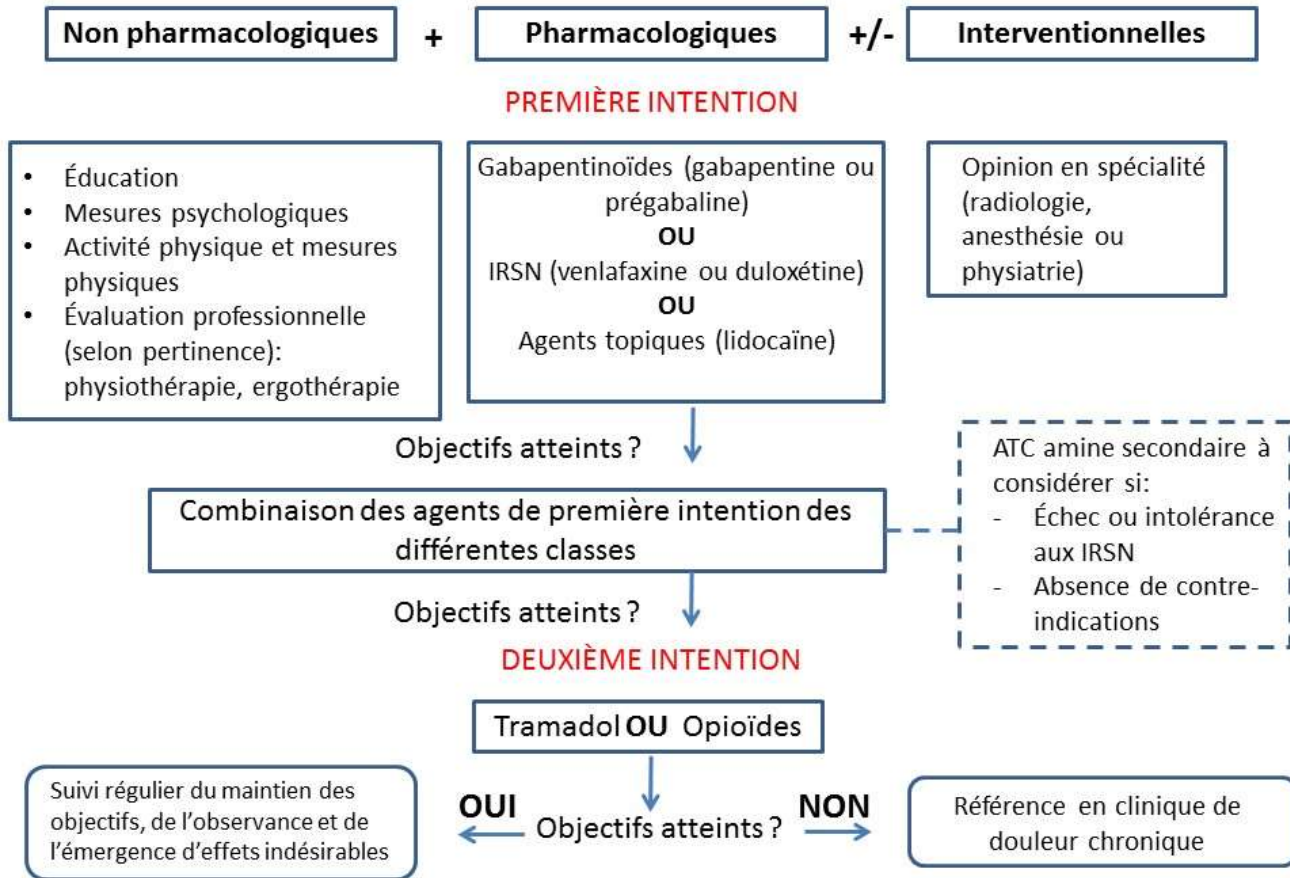 Non pharmacologiques + Pharmacologiques +/- Interventionnelles
PREMIÈRE INTENTION
• Éducation
• Mesures psychologiques
• Activité physique et mesures
physiques
• Évaluation professionnelle
(selon pertinence):
physiothérapie, ergothérapie
Gabapentinoïdes (gabapentine ou
prégabaline)
OU
IRSN (venlafaxine ou duloxétine)
OU
Agents topiques (lidocaïne)
Opinion en spécialité
(radiologie,
anesthésie ou
physiatrie)
Objectifs atteints ?
Combinaison des agents de première intention des
différentes classes
ATC amine secondaire à
considérer si:
- Échec ou intolérance
aux IRSN
- Absence de contre-
indications
Objectifs atteints ?
DEUXIÈME INTENTION
Tramadol OU Opioïdes
Suivi régulier du maintien des
objectifs, de l'observance et de
l'émergence d'effets indésirables
OUI
Objectifs atteints ?
NON
Référence en clinique de
douleur chronique